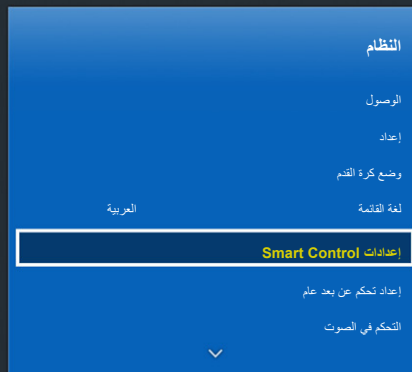 النظام
الوصول
إعداد
وضع كرة القدم
لغة القائمة العربية
إعدادات Smart Control
إعداد تحكم عن بعد عام
التحكم في الصوت